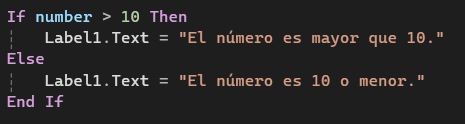 If number > 10 Then
    Label1.Text = "El número es mayor que 10."
Else
    Label1.Text = "El número es 10 o menor."
End If